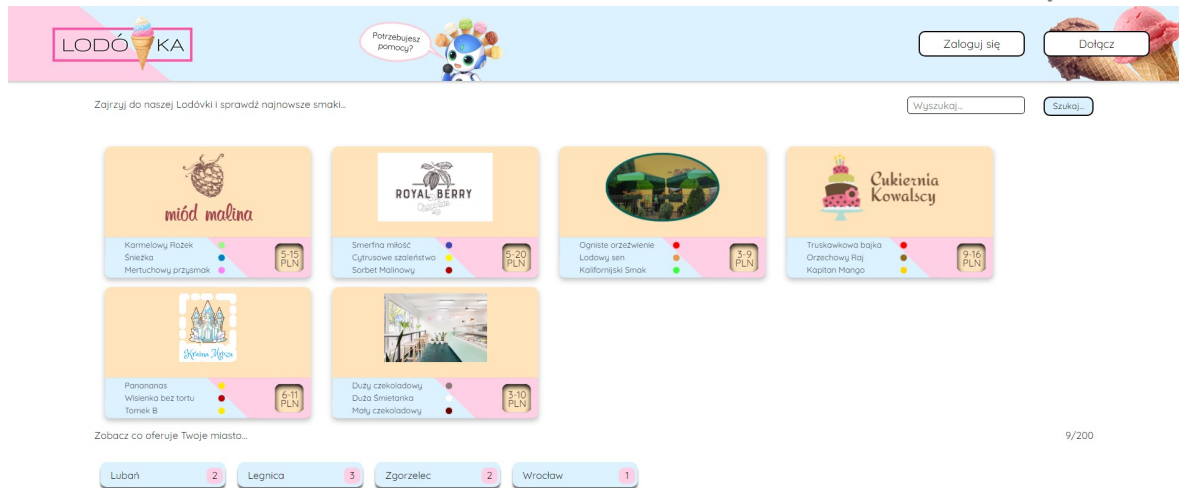 LODÓ KA
Potrzebujesz
pomocy?
Zaloguj się
Dołącz
Zajrzyj do naszej Lodóvki i sprawdź najnowsze smaki...
Wyszukaj...
Szukaj...
miód malina
Karmelowy Rożek
Śnieżka
Mertuchowy przysmak
5-15
PLN
ROYAL BERRY
Smerfna miłość
Cytrusowe szaleństwo
Sorbet Malinowy
5-20
PLN
Ogniste orzeźwienie
Lodowy sen
Kalifornijski Smak
3-9
PLN
Cukiernia
Kowalscy
Truskawkowa bajka
Orzechowy Raj
Kapitan Mango
9-16
PLN
Kraina Mrozu
Panananas
Wisienka bez tortu
Tomek B
6-11
PLN
Duży czekoladowy
Duża Śmietanka
Mały czekoladowy
3-10
PLN
Zobacz co oferuje Twoje miasto...
9/200
Lubań 2
Legnica 3
Zgorzelec 2
Wrocław 1